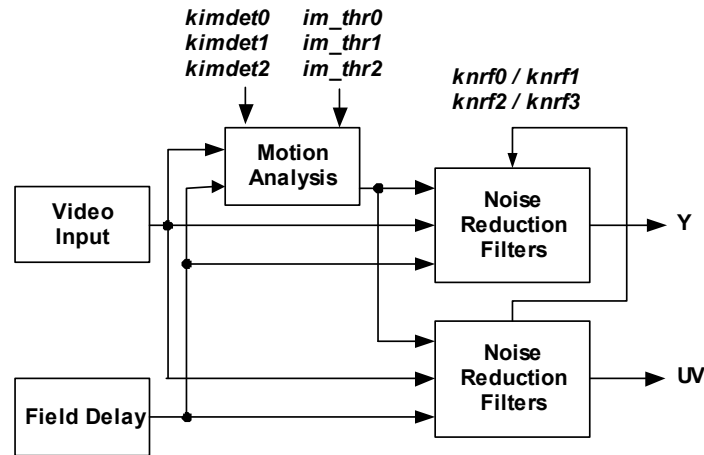 kimdet0
kimdet1
kimdet2
im_thr0
im_thr1
im_thr2
knrf0 / knrf1
knrf2 / knrf3
Motion
Analysis
Video
Input
Noise
Reduction
Filters
Y
Noise
Reduction
Filters
UV
Field Delay